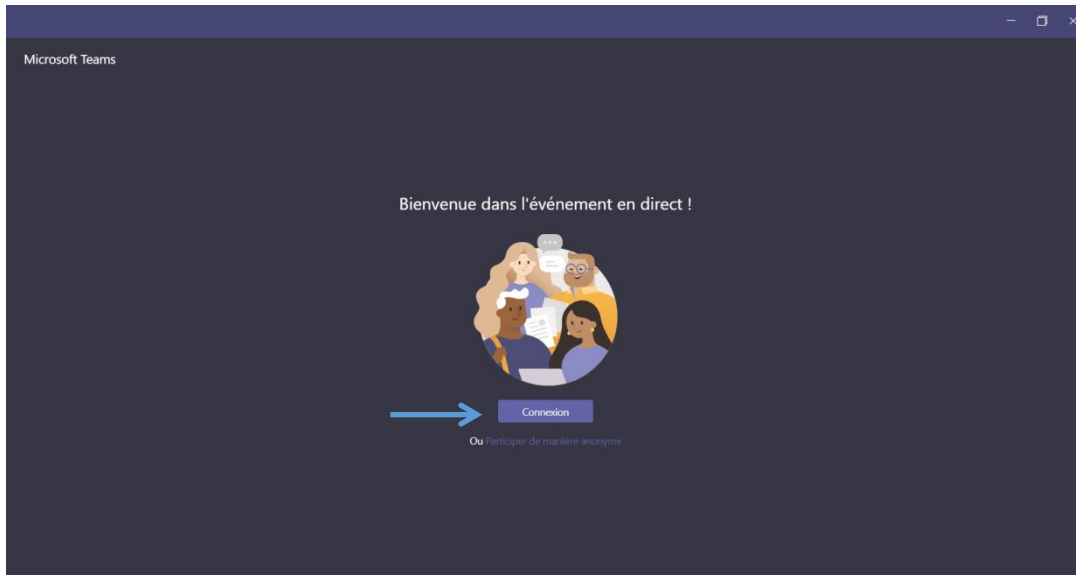 Microsoft Teams
Bienvenue dans l'événement en direct !
Connexion
Ou Participer de manière anonyme